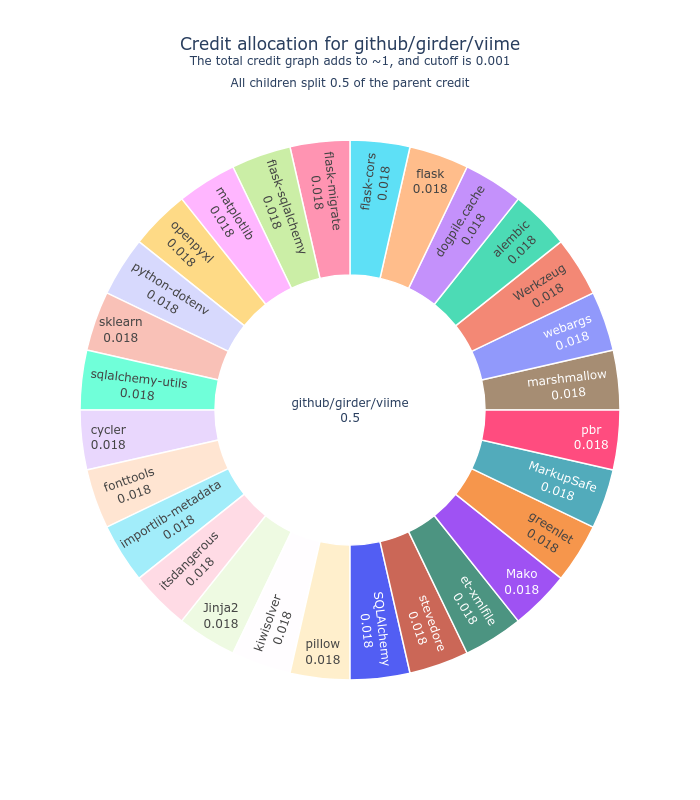 Credit allocation for github/girder/viime
The total credit graph adds to ~1, and cutoff is 0.001
All children split 0.5 of the parent credit
flask-cors
0.018
flask
0.018
dogpile.cache
0.018
alembic
0.018
Werkzeug
0.018
webargs
0.018
marshmallow
0.018
pbr
0.018
MarkupSafe
0.018
greenlet
0.018
Mako
0.018
et-xmlfile
0.018
stevedore
0.018
SQLAlchemy
0.018
pillow
0.018
kiwisolver
0.018
Jinja2
0.018
itsdangerous
0.018
importlib-metadata
0.018
fonttools
0.018
cycler
0.018
sqlalchemy-utils
0.018
sklearn
0.018
python-dotenv
0.018
openpyxl
0.018
matplotlib
0.018
flask-sqlalchemy
0.018
flask-migrate
0.018
github/girder/viime
0.5